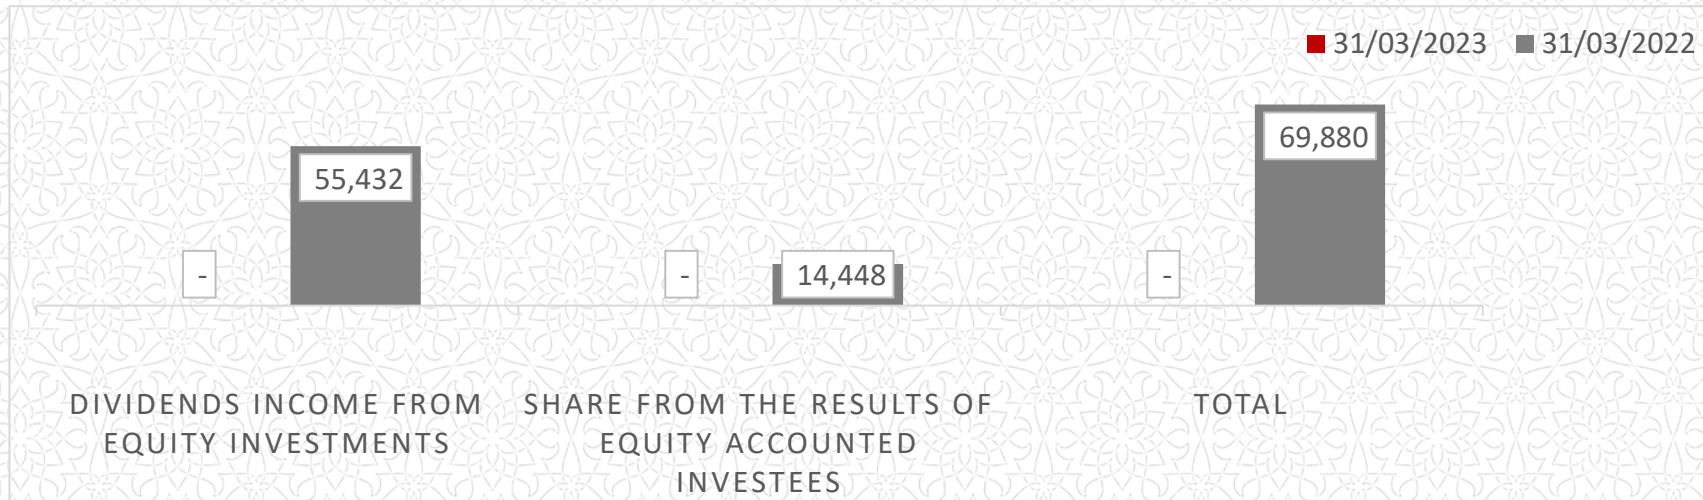 31/03/2023 31/03/2022
69,880
55,432
- - 14,448 -
DIVIDENDS INCOME FROM
EQUITY INVESTMENTS
SHARE FROM THE RESULTS OF
EQUITY ACCOUNTED
INVESTEES
TOTAL